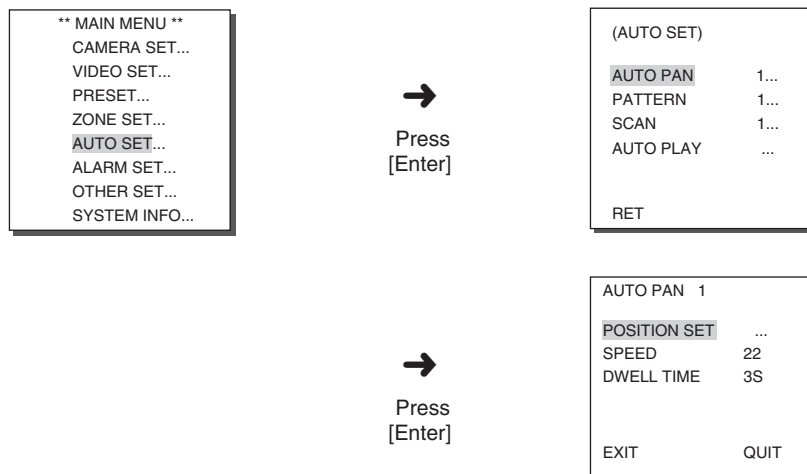 ** MAIN MENU **
CAMERA SET...
VIDEO SET...
PRESET...
ZONE SET...
AUTO SET...
ALARM SET...
OTHER SET...
SYSTEM INFO...
Press
[Enter]
(AUTO SET)
AUTO PAN 1...
PATTERN 1...
SCAN 1...
AUTO PLAY ...
RET
Press
[Enter]
AUTO PAN 1
POSITION SET ...
SPEED 22
DWELL TIME 3S
EXIT QUIT